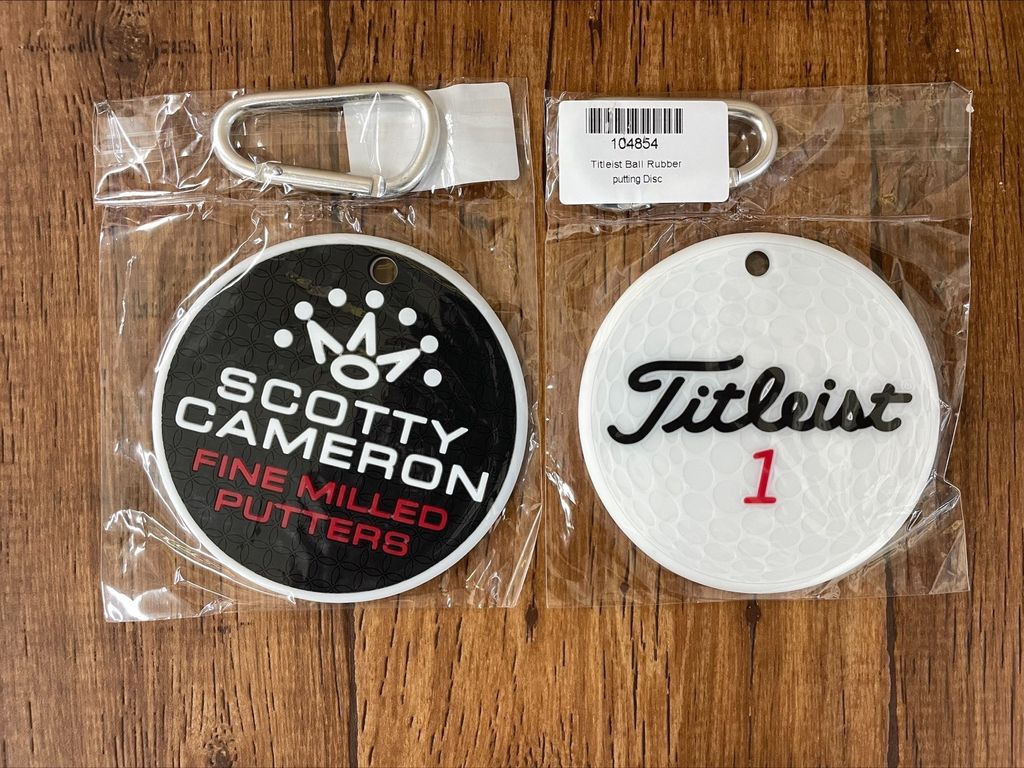 SCOTTY
CAMERON
FINE MILLED
PUTTERS
104854
Titleist Ball Rubber
putting Disc
Titleist
1